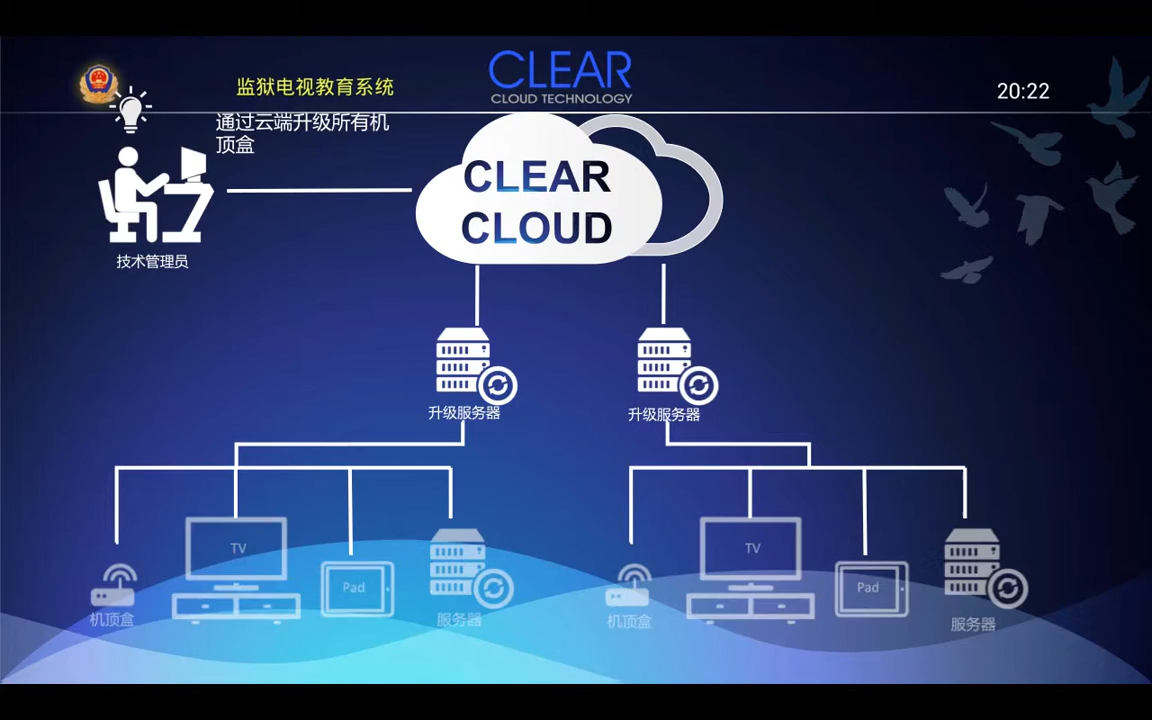 监狱电视教育系统
CLEAR
CLOUD TECHNOLOGY
20:22
通过云端升级所有机
顶盒
CLEAR
CLOUD
技术管理员
升级服务器
升级服务器
TV
Pad
机顶盒
服务器
TV
Pad
机顶盒
服务器